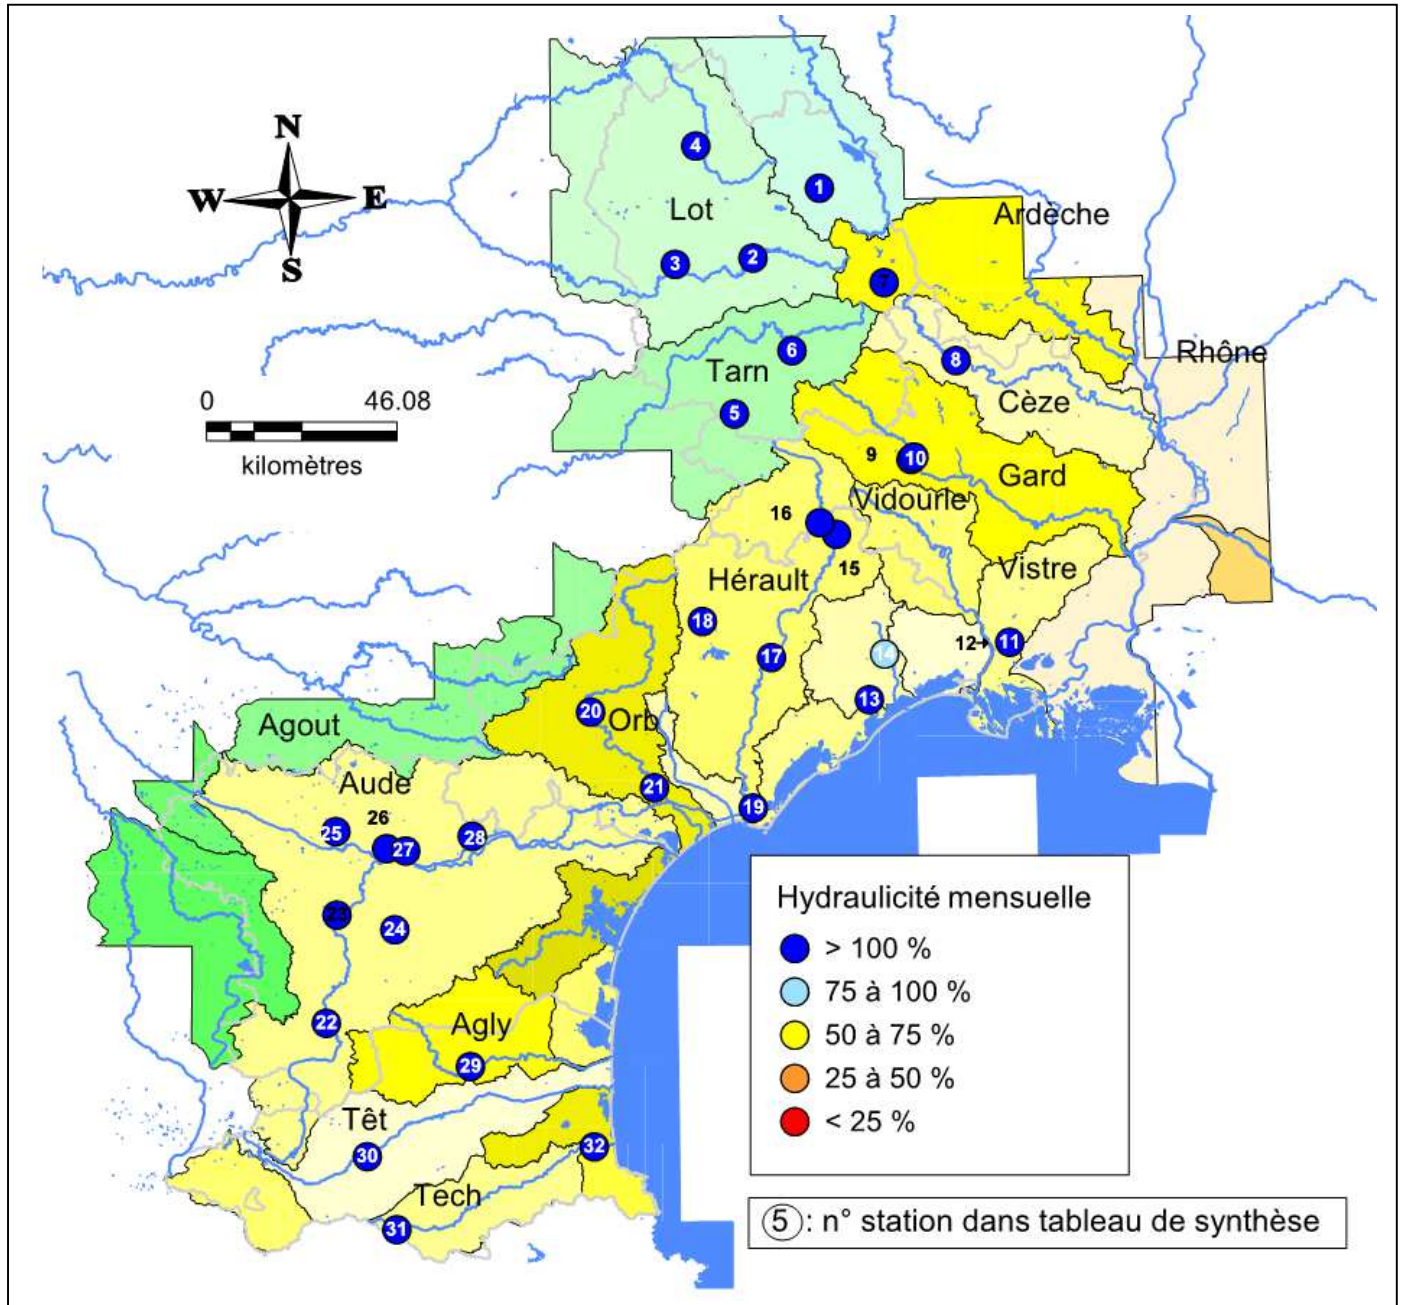 N
W E
S
4
1
Lot
Ardèche
3
2
7
6
Rhône
8
Tarn
Cèze
5
0 46.08
kilomètres
9
10
Gard
Vidourle
16
15
Vistre
Hérault
18
12
11
17
14
13
20
Orb
Agout
21
Aude
19
26
25
27
28
23
24
22
Agly
29
Têt
30
32
Tech
31
Hydraulicité mensuelle
> 100 %
75 à 100 %
50 à 75 %
25 à 50 %
< 25 %
5 : n° station dans tableau de synthèse